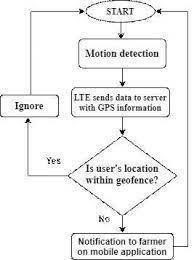 START
Motion detection
LTE sends data to server
with GPS information
Ignore
Is user's location
within geofence?
Yes
No
Notification to farmer
on mobile application